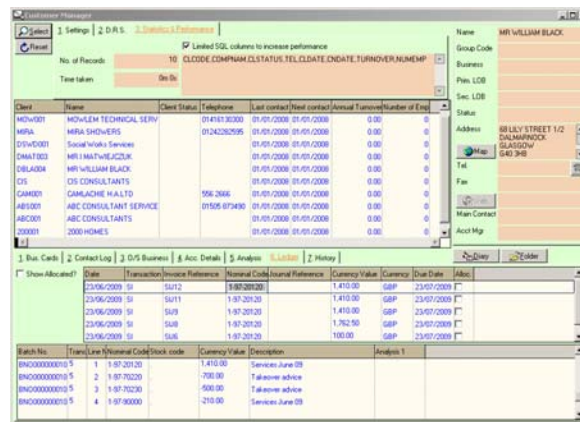 Customer Manager
Select
Reset
1 Settings 2 D.R.S. 3 Statistics & Performance
Limited SQL columns to increase performance
No. of Records 10 CLCODE,COMPNAM,CLSTATUS,TEL,CLDATE,CNDATE,TURNOVER,NUMEMP
Time taken 0m 0s
Client Name Client Status Telephone Last contact Next contact Annual Turnover Number of Emp
MOW001 MOWLEM TECHNICAL SERV 01416130300 01/01/2008 01/01/2008 0.00 0
MIRA MIRA SHOWERS 01242282595 01/01/2008 01/01/2008 0.00 0
DSWD001 Social Works Services 01/01/2008 01/01/2008 0.00 0
DMAT003 MR I MATWIEJCZUK 01/01/2008 01/01/2008 0.00 0
DBLA004 MR WILLIAM BLACK 01/01/2008 01/01/2008 0.00 0
CIS CIS CONSULTANTS 01/01/2008 01/01/2008 0.00 0
CAM001 CAMLACHIE H.A LTD 556 2666 01/01/2008 01/01/2008 0.00 0
ABS001 ABC CONSULTANT SERVICE 01505 873490 01/01/2008 01/01/2008 0.00 0
ABC001 ABC CONSULTANTS 01/01/2008 01/01/2008 0.00 0
200001 2000 HOMES 01/01/2008 01/01/2008 0.00 0
Name MR WILLIAM BLACK
Group Code
Business
Prim. LOB
Sec. LOB
Status
Address 68 LILY STREET 1/2
DALMARNOCK
GLASGOW
G40 3HB
Map
Tel.
Fax
Main Contact
Acct Mgr
Diary Folder
1 Bus. Cards 2 Contact Log 3 O/S Business 4 Acc. Details 5 Analysis 6 Ledger 7 History
Show Allocated?
Date Transaction Invoice Reference Nominal Code Journal Reference Currency Value Currency Due Date Alloc.
23/06/2009 SI SU12 1-97-20120 1,410.00 GBP 23/07/2009
23/06/2009 SI SU11 1-97-20120 1,410.00 GBP 23/07/2009
23/06/2009 SI SU9 1-97-20120 1,410.00 GBP 23/07/2009
23/06/2009 SI SU8 1-97-20120 1,762.50 GBP 23/07/2009
23/06/2009 SI SU6 1-97-20120 100.00 GBP 23/07/2009
Batch No. Trans Line N Nominal Code Stock code Currency Value Description Analysis 1
BNO000000010 5 1 1-97-20120 . 1,410.00 Services June 09
BNO000000010 5 2 1-97-70220 . -700.00 Takeover advice
BNO000000010 5 3 1-97-70230 . -500.00 Takeover advice
BNO000000010 5 4 1-97-90000 . -210.00 Services June 09